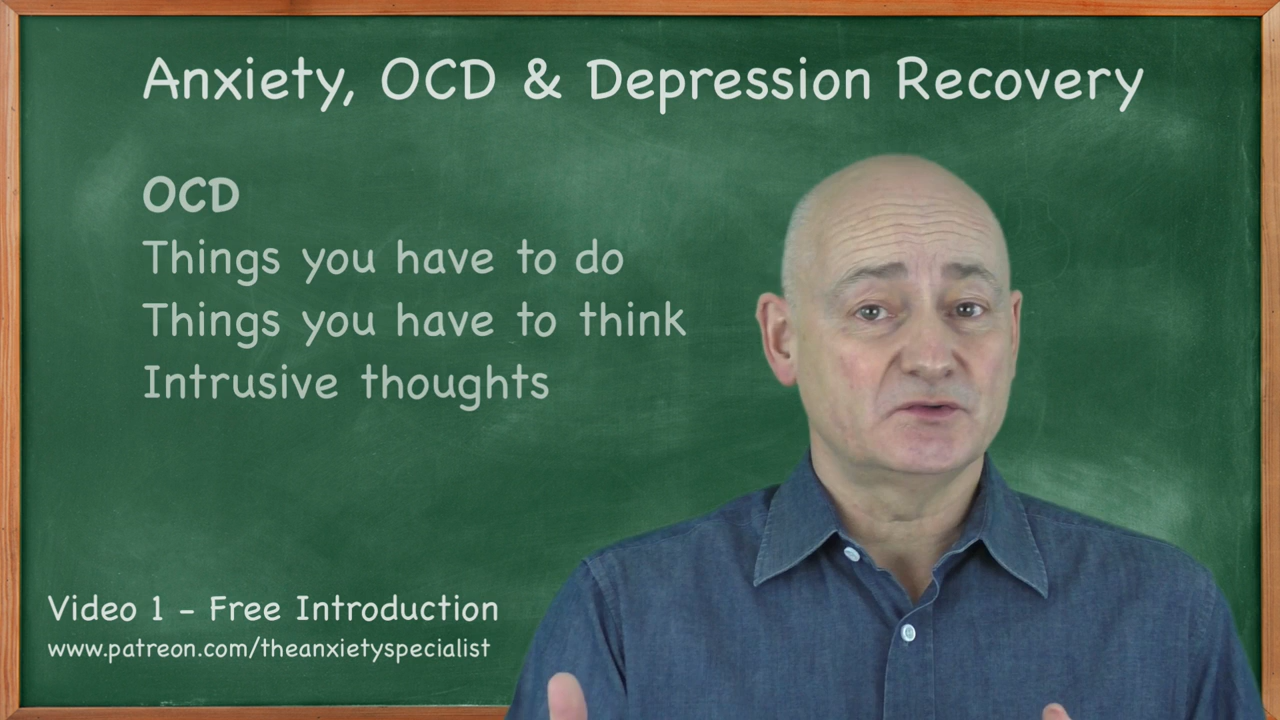 Anxiety, OCD & Depression Recovery
OCD
Things you have to do
Things you have to think
Intrusive thoughts
Video 1 - Free Introduction
www.patreon.com/theanxietyspecialist